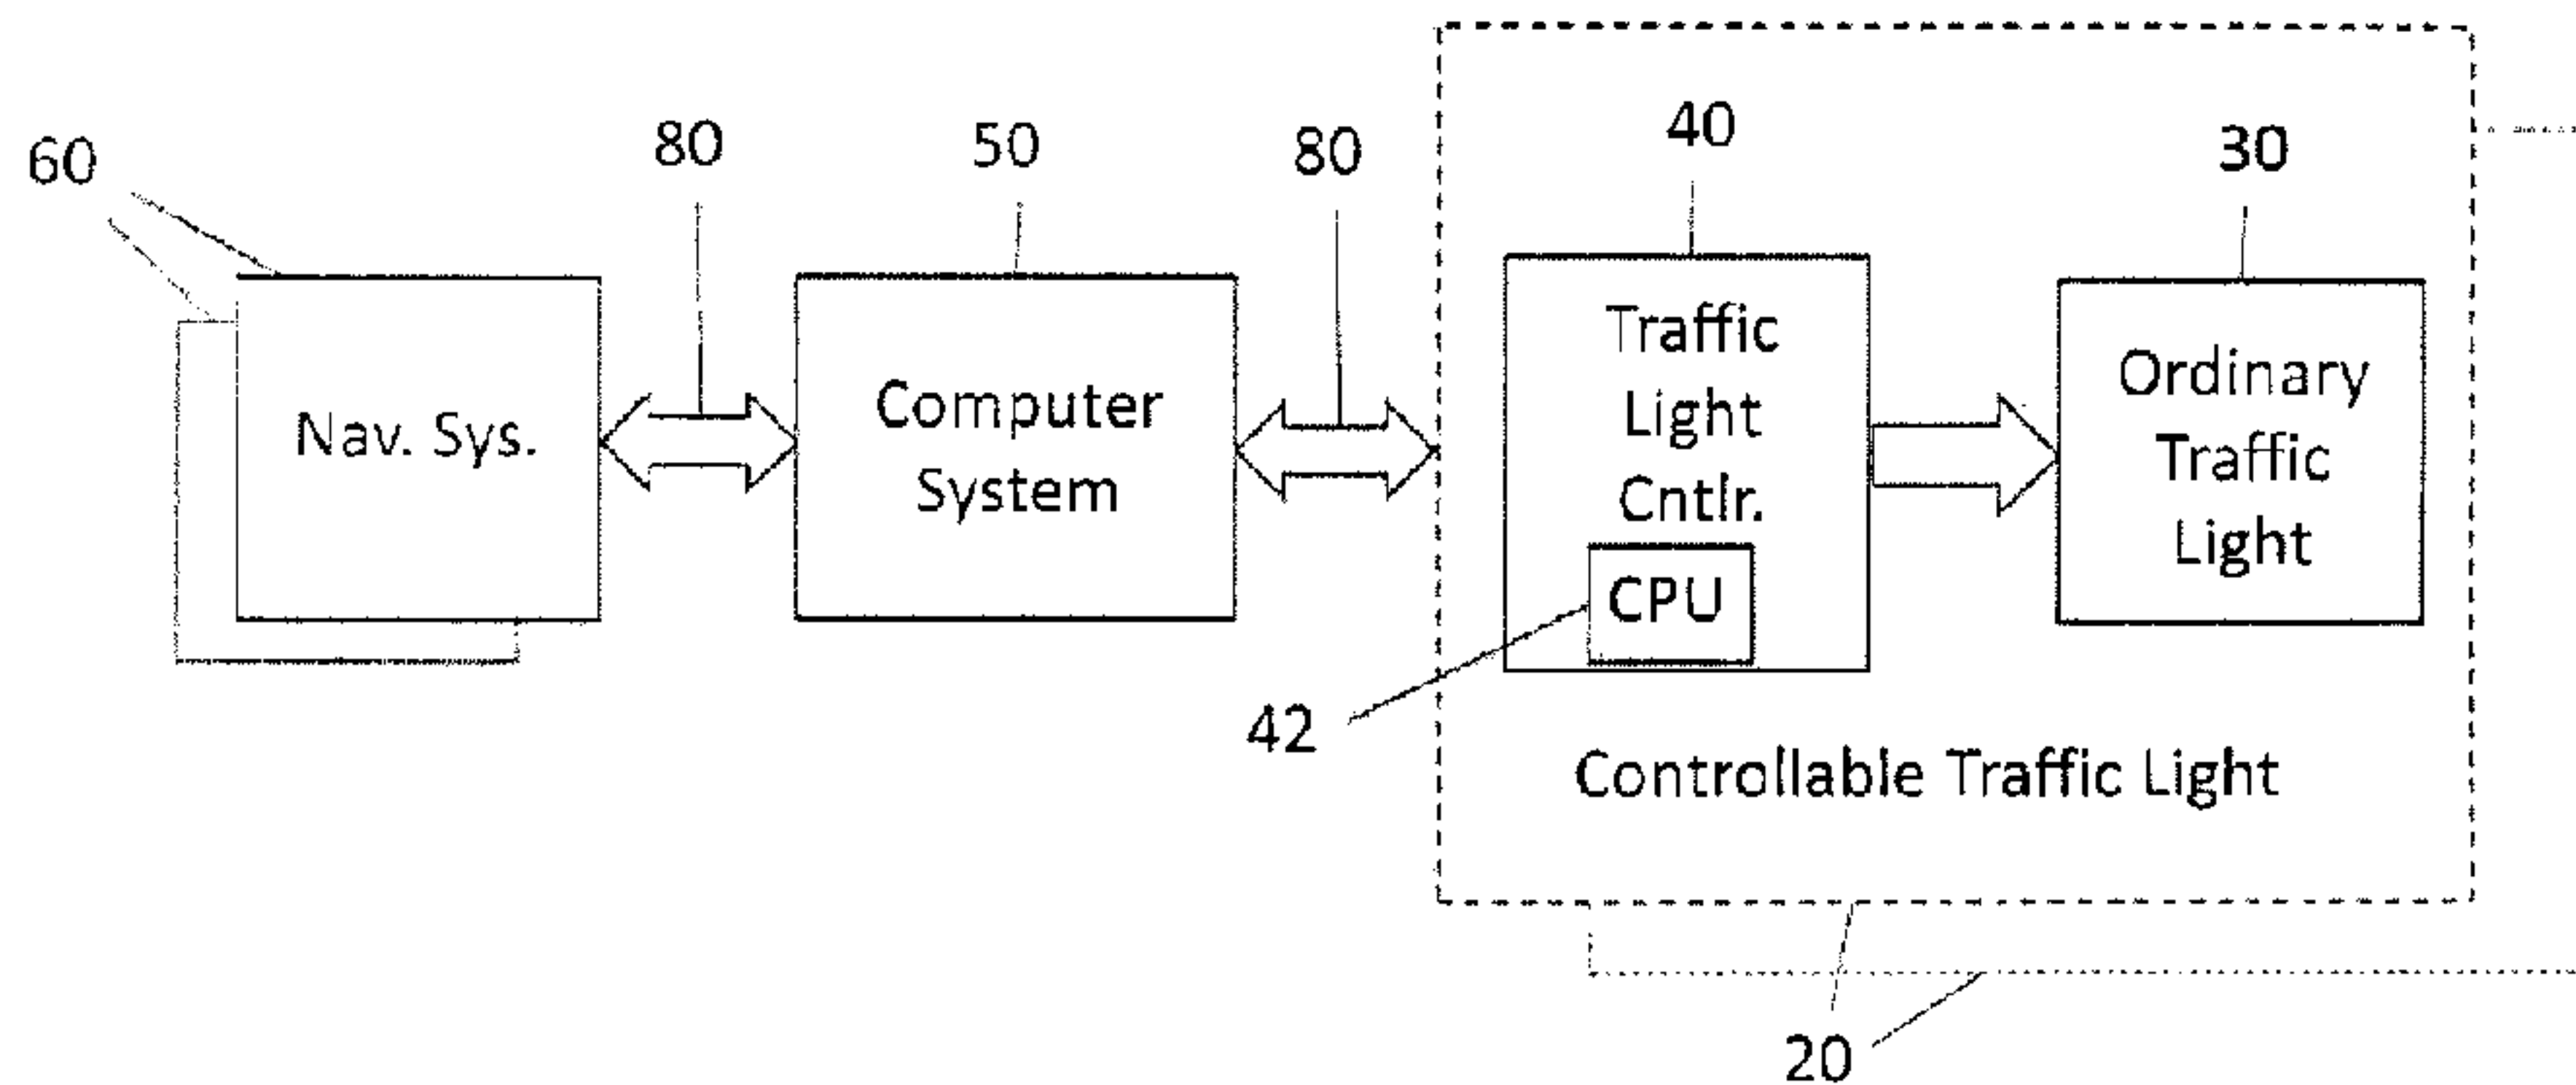 60
80
50
80
40
30
Nav. Sys.
Computer
System
Traffic
Light
Cntlr.
CPU
Ordinary
Traffic
Light
42
Controllable Traffic Light
20